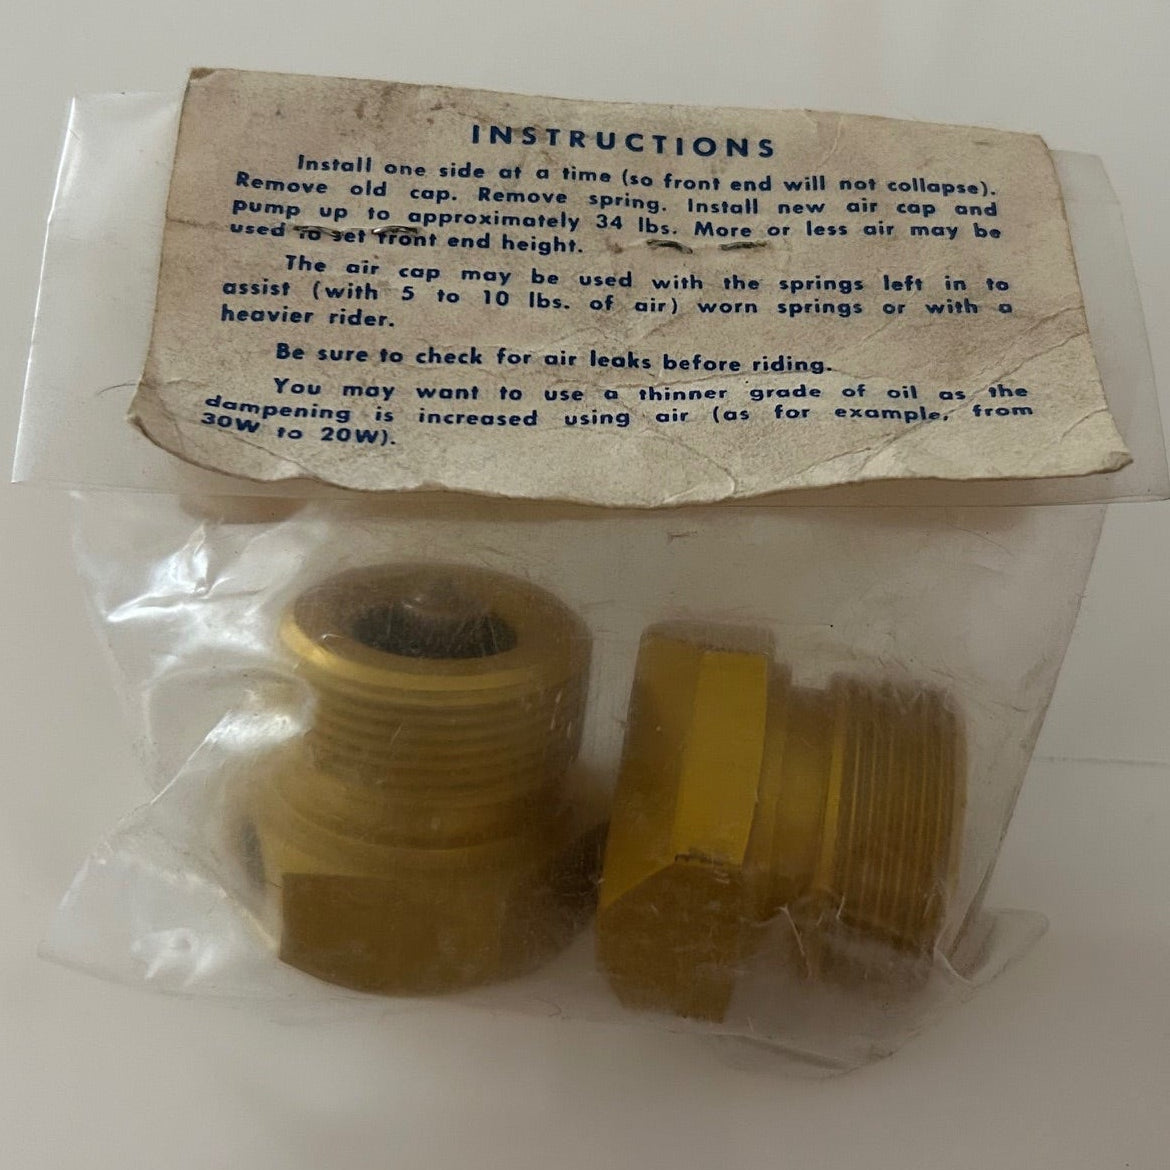 INSTRUCTIONS
Install one side at a time (so front end will not collapse).
Remove old cap. Remove spring. Install new air cap and
pump up to approximately 34 lbs. More or less air may be
used to set front end height.
The air cap may be used with the springs left in to
assist (with 5 to 10 lbs. of air) worn springs or with a
heavier rider.
Be sure to check for air leaks before riding.
You may want to use a thinner grade of oil as the
dampening is increased using air (as for example, from
30W to 20W).